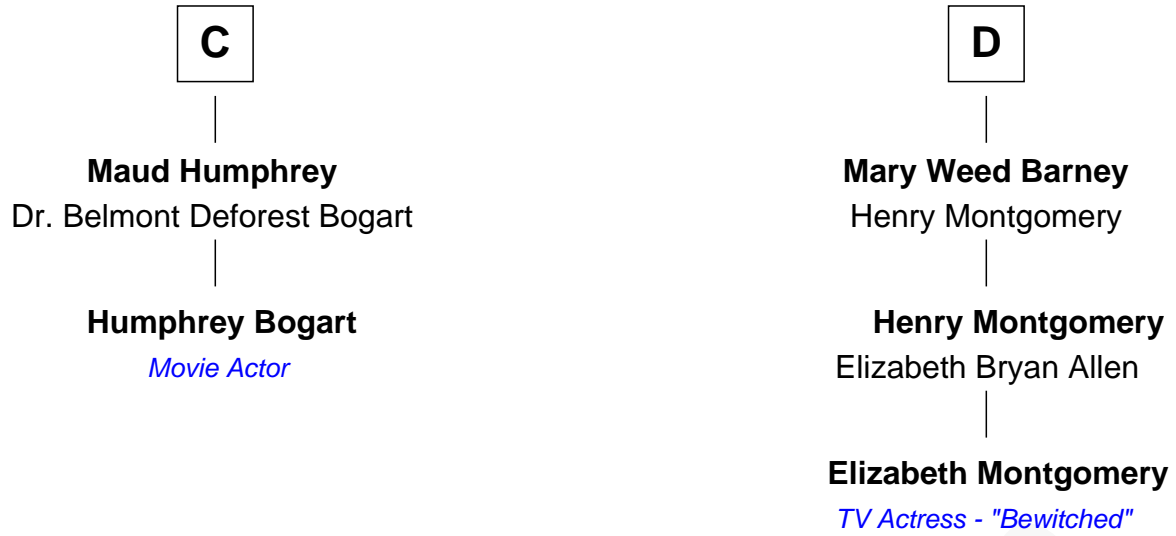 C
Maud Humphrey
Dr. Belmont Deforest Bogart
Humphrey Bogart
Movie Actor
D
Mary Weed Barney
Henry Montgomery
Henry Montgomery
Elizabeth Bryan Allen
Elizabeth Montgomery
TV Actress - "Bewitched"